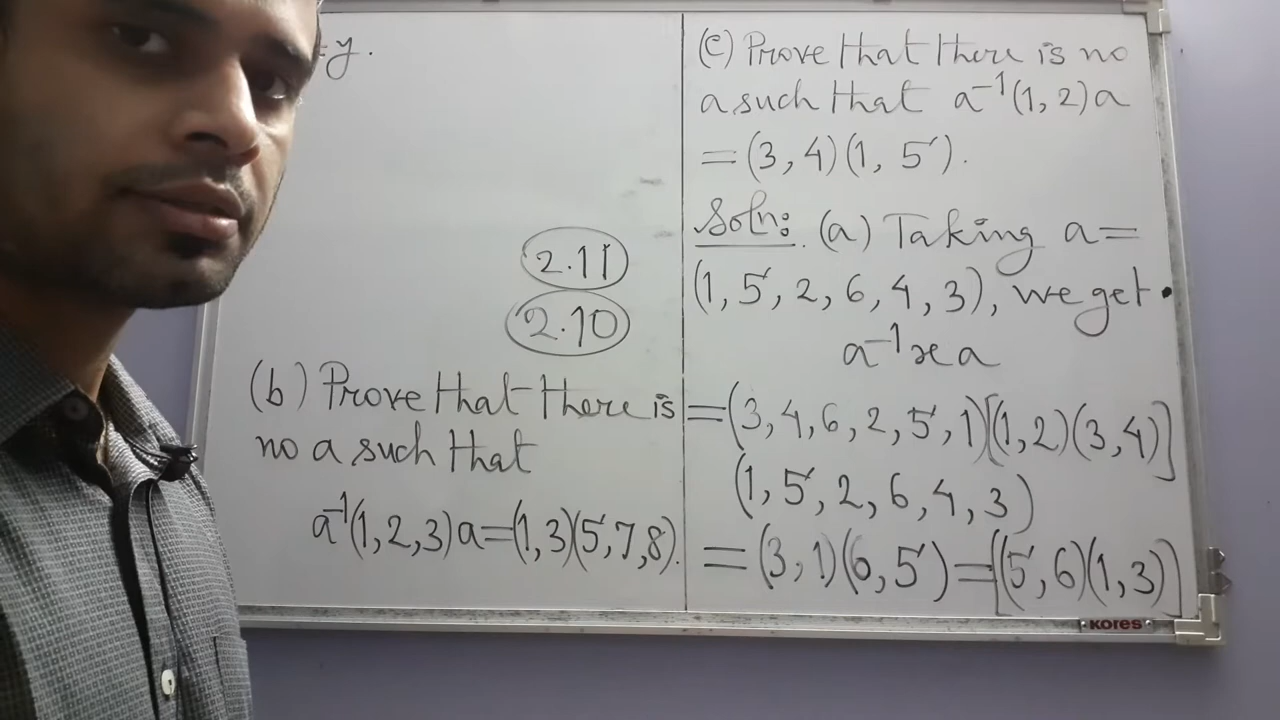 =y.
2.11
2.10
(b) Prove that there is
no a such that
a⁻¹(1, 2, 3)a=(1, 3)(5, 7, 8).
(c) Prove that there is no
a such that a⁻¹(1, 2)a
=(3, 4)(1, 5).
Soln: (a) Taking a=
(1, 5, 2, 6, 4, 3), we get
a⁻¹xa
=(3, 4, 6, 2, 5, 1)[(1, 2)(3, 4)]
(1, 5, 2, 6, 4, 3)
=(3, 1)(6, 5)=[(5, 6)(1, 3)]
KORES